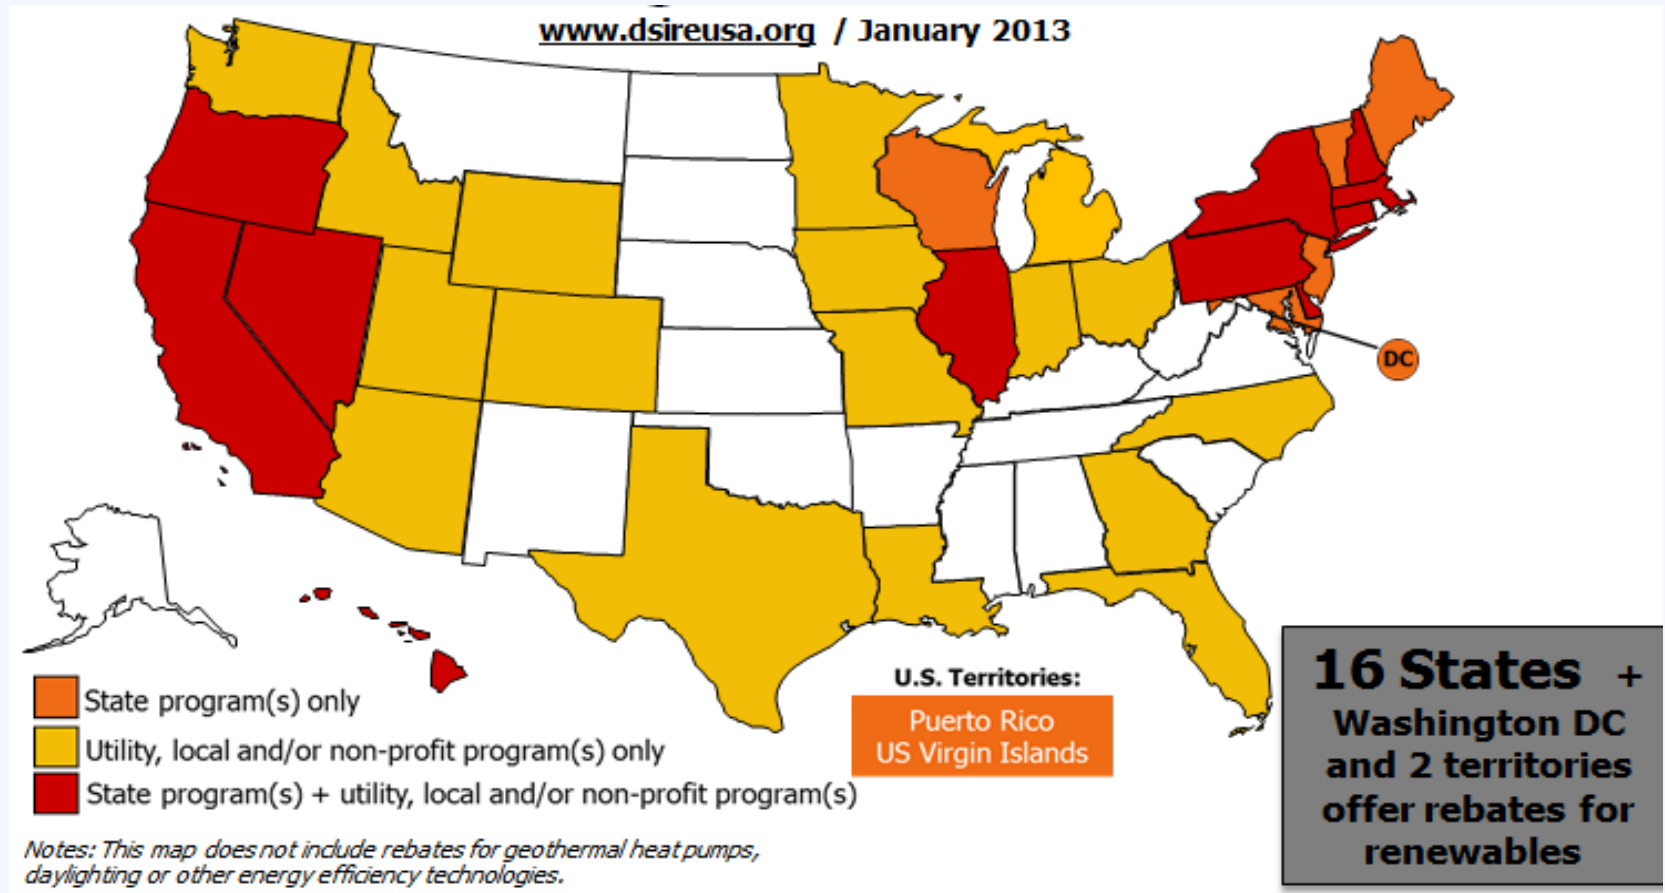 www.dsireusa.org / January 2013
DC
U.S. Territories:
Puerto Rico
US Virgin Islands
State program(s) only
Utility, local and/or non-profit program(s) only
State program(s) + utility, local and/or non-profit program(s)
16 States +
Washington DC
and 2 territories
offer rebates for
renewables
Notes: This map does not include rebates for geothermal heat pumps,
daylighting or other energy efficiency technologies.